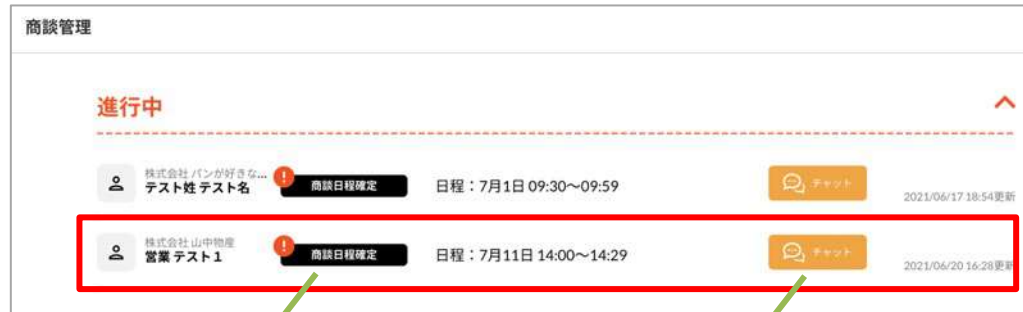 商談管理
進行中
株式会社 パンが好きな...
テスト姓 テスト名
商談日程確定
日程：7月1日 09:30～09:59
チャット
2021/06/17 18:54更新
株式会社 山中物産
営業 テスト１
商談日程確定
日程：7月11日 14:00～14:29
チャット
2021/06/20 16:28更新